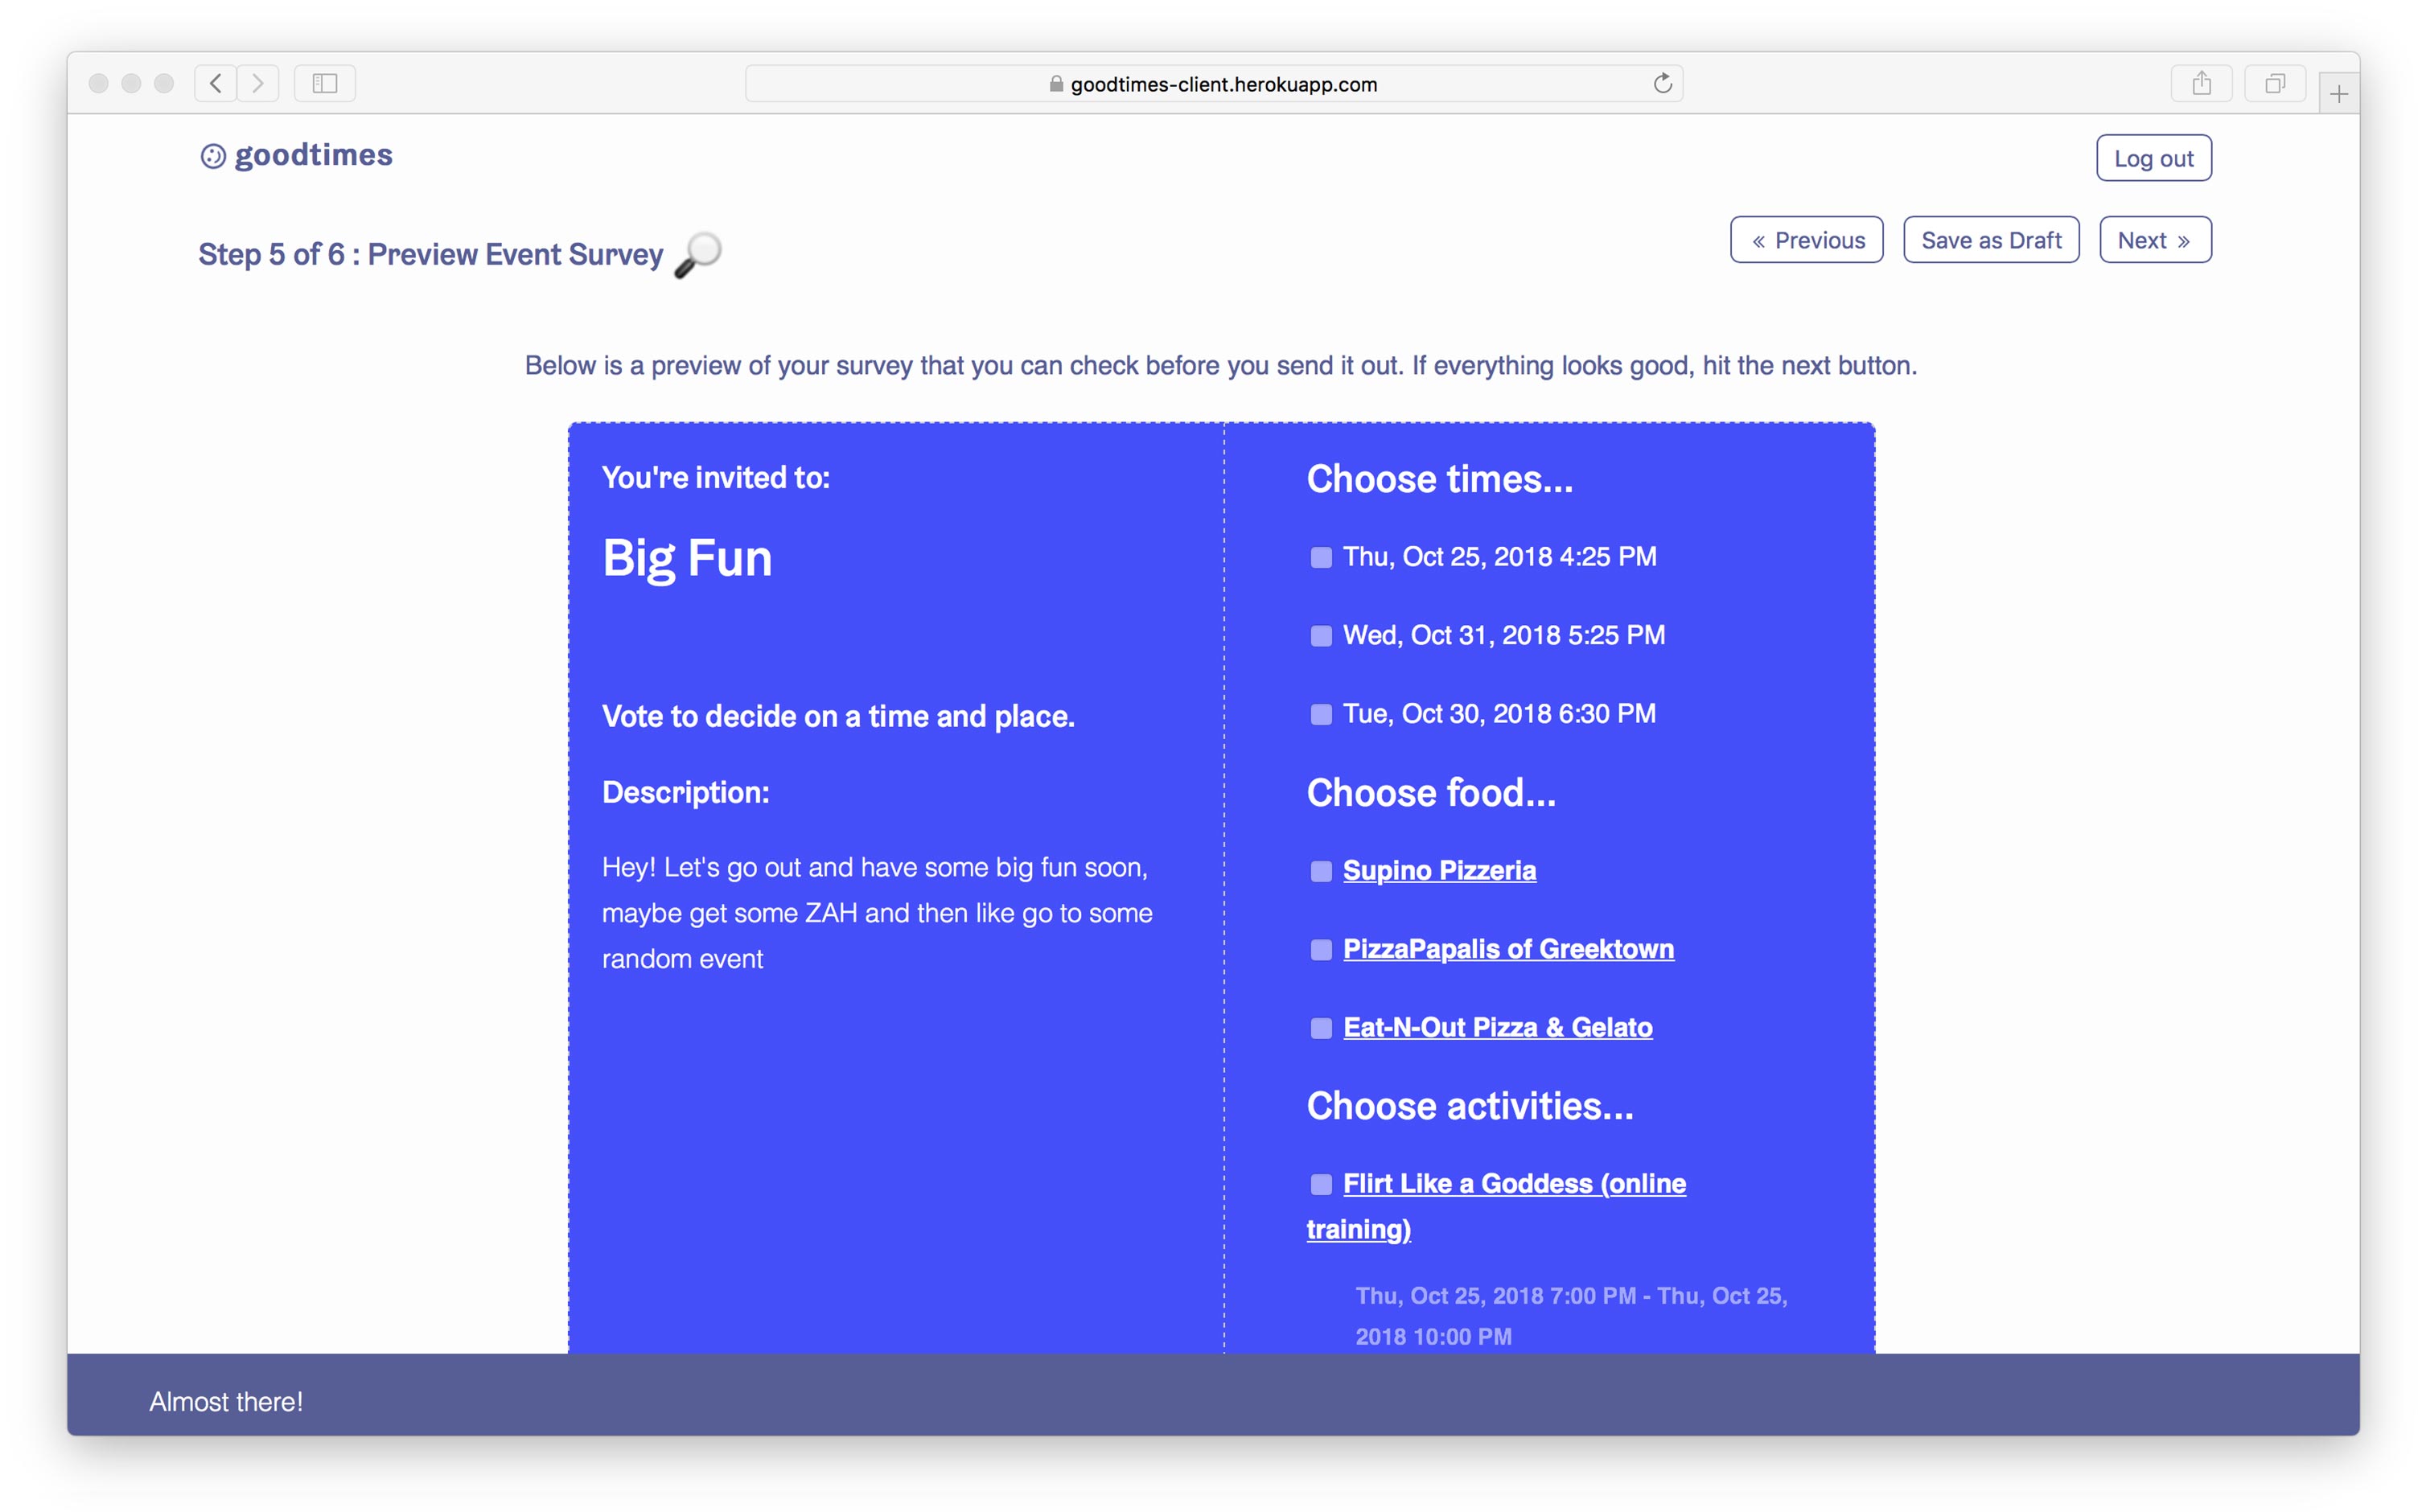 goodtimes-client.herokuapp.com
goodtimes
Log out
Step 5 of 6 : Preview Event Survey
« Previous
Save as Draft
Next »
Below is a preview of your survey that you can check before you send it out. If everything looks good, hit the next button.
You're invited to:
Big Fun
Vote to decide on a time and place.
Description:
Hey! Let's go out and have some big fun soon,
maybe get some ZAH and then like go to some
random event
Choose times...
Thu, Oct 25, 2018 4:25 PM
Wed, Oct 31, 2018 5:25 PM
Tue, Oct 30, 2018 6:30 PM
Choose food...
Supino Pizzeria
PizzaPapalis of Greektown
Eat-N-Out Pizza & Gelato
Choose activities...
Flirt Like a Goddess (online
training)
Thu, Oct 25, 2018 7:00 PM - Thu, Oct 25,
2018 10:00 PM
Almost there!